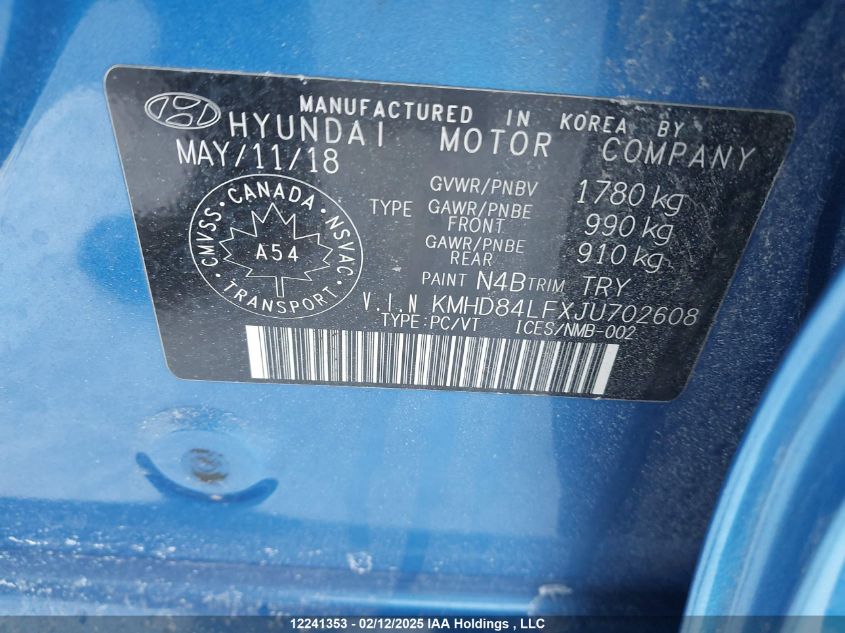 MANUFACTURED IN KOREA BY
HYUNDAI MOTOR COMPANY
MAY/11/18
GVWR/PNBV 1780 kg
TYPE GAWR/PNBE FRONT 990 kg
GAWR/PNBE REAR 910 kg
PAINT N4B TRIM TRY
V.I.N KMHD84LFXJU702608
TYPE:PC/VT ICES/NMB-002
CMVSS · CANADA · NSVAC
A54
TRANSPORT
12241353 - 02/12/2025 IAA Holdings , LLC